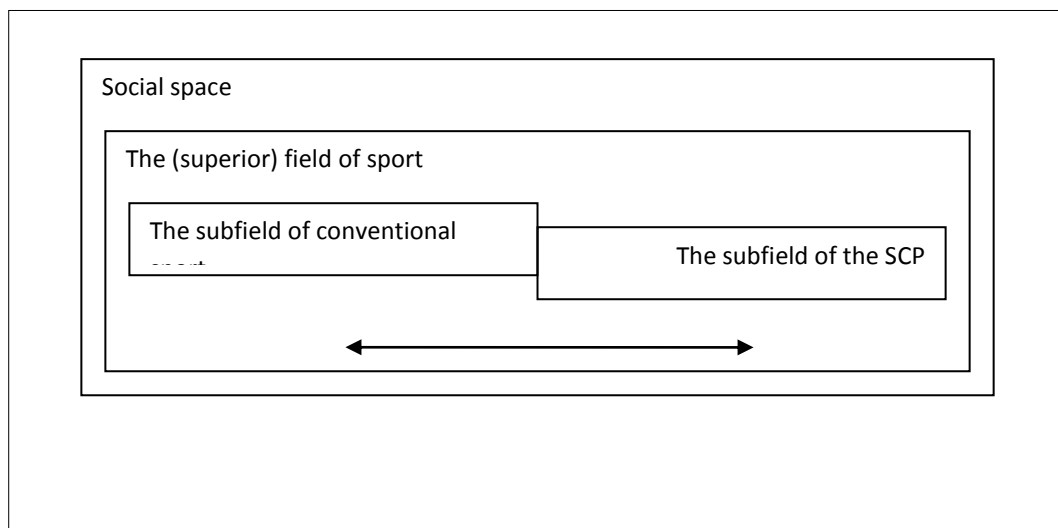 Social space
The (superior) field of sport
The subfield of conventional
The subfield of the SCP